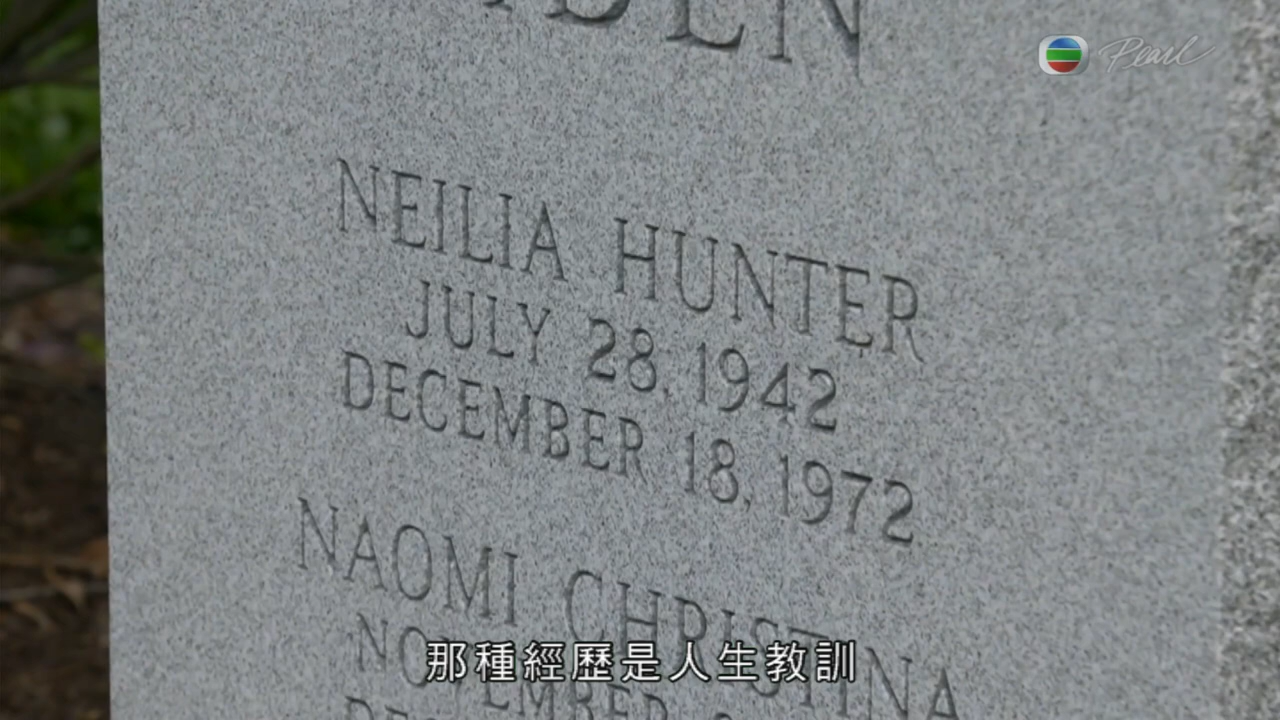 Pearl
NEILIA HUNTER
JULY 28, 1942
DECEMBER 18, 1972
NAOMI CHRISTINA
NOVEMBER
那種經歷是人生教訓